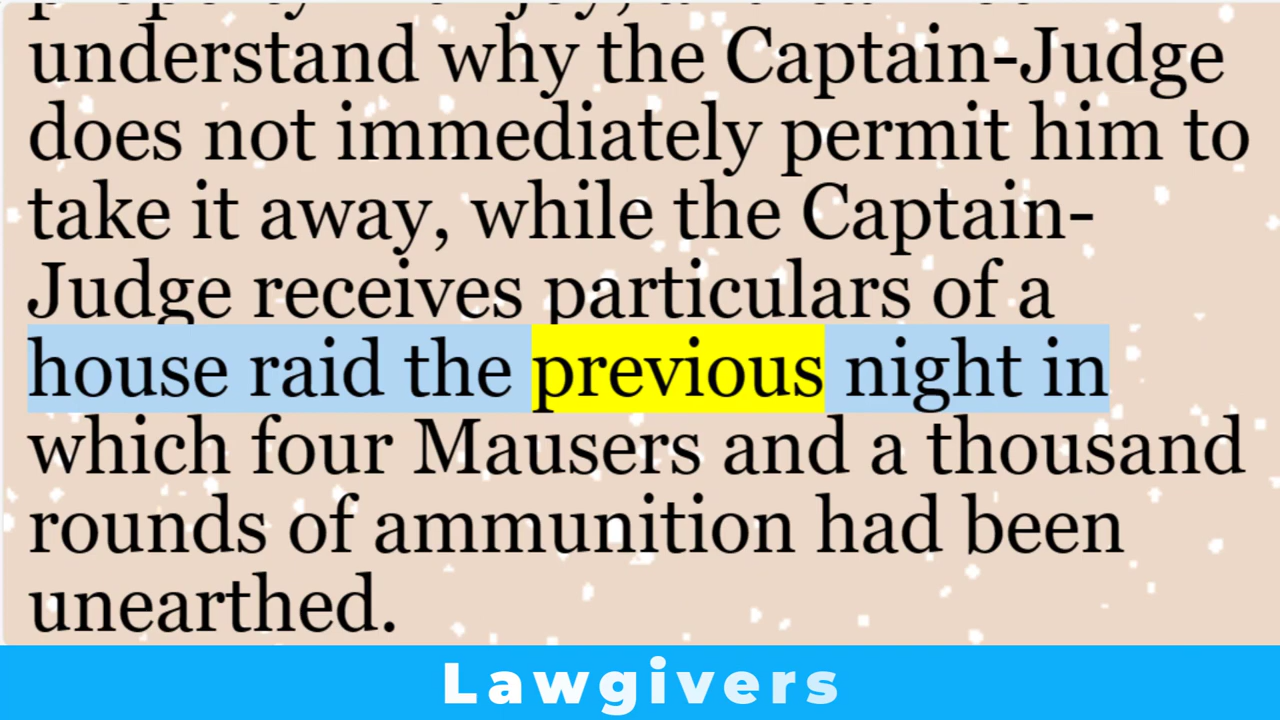 understand why the Captain-Judge
does not immediately permit him to
take it away, while the Captain-
Judge receives particulars of a
house raid the previous night in
which four Mausers and a thousand
rounds of ammunition had been
unearthed.
Lawgivers